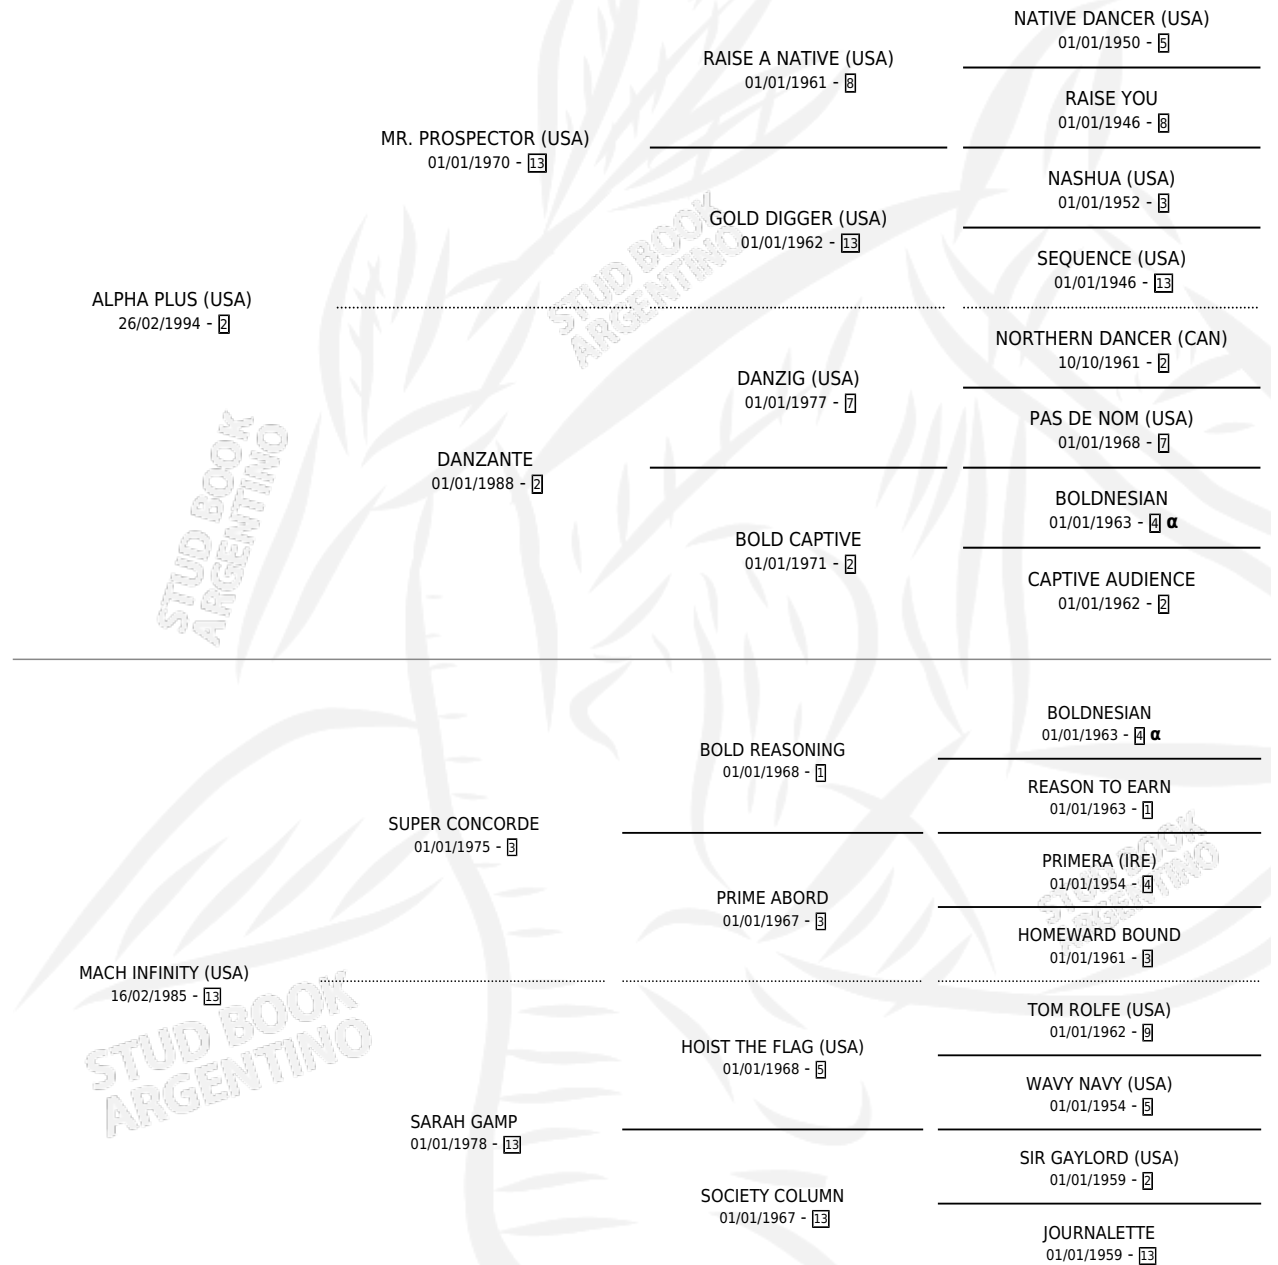 NATIVE DANCER (USA)
01/01/1950 - 5
RAISE A NATIVE (USA)
01/01/1961 - 8
RAISE YOU
01/01/1946 - 8
MR. PROSPECTOR (USA)
01/01/1970 - 13
NASHUA (USA)
01/01/1952 - 3
GOLD DIGGER (USA)
01/01/1962 - 13
SEQUENCE (USA)
01/01/1946 - 13
ALPHA PLUS (USA)
26/02/1994 - 2
NORTHERN DANCER (CAN)
10/10/1961 - 2
DANZIG (USA)
01/01/1977 - 7
PAS DE NOM (USA)
01/01/1968 - 7
DANZANTE
01/01/1988 - 2
BOLDNESIAN
01/01/1963 - 4 α
BOLD CAPTIVE
01/01/1971 - 2
CAPTIVE AUDIENCE
01/01/1962 - 2
BOLDNESIAN
01/01/1963 - 4 α
BOLD REASONING
01/01/1968 - 1
REASON TO EARN
01/01/1963 - 1
SUPER CONCORDE
01/01/1975 - 3
PRIMERA (IRE)
01/01/1954 - 4
PRIME ABORD
01/01/1967 - 3
HOMEWARD BOUND
01/01/1961 - 3
MACH INFINITY (USA)
16/02/1985 - 13
TOM ROLFE (USA)
01/01/1962 - 9
HOIST THE FLAG (USA)
01/01/1968 - 5
WAVY NAVY (USA)
01/01/1954 - 5
SARAH GAMP
01/01/1978 - 13
SIR GAYLORD (USA)
01/01/1959 - 2
SOCIETY COLUMN
01/01/1967 - 13
JOURNALETTE
01/01/1959 - 13
STUD BOOK
ARGENTINO
STUD BOOK
ARGENTINO
STUD BOOK
ARGENTINO
STUD BOOK
ARGENTINO